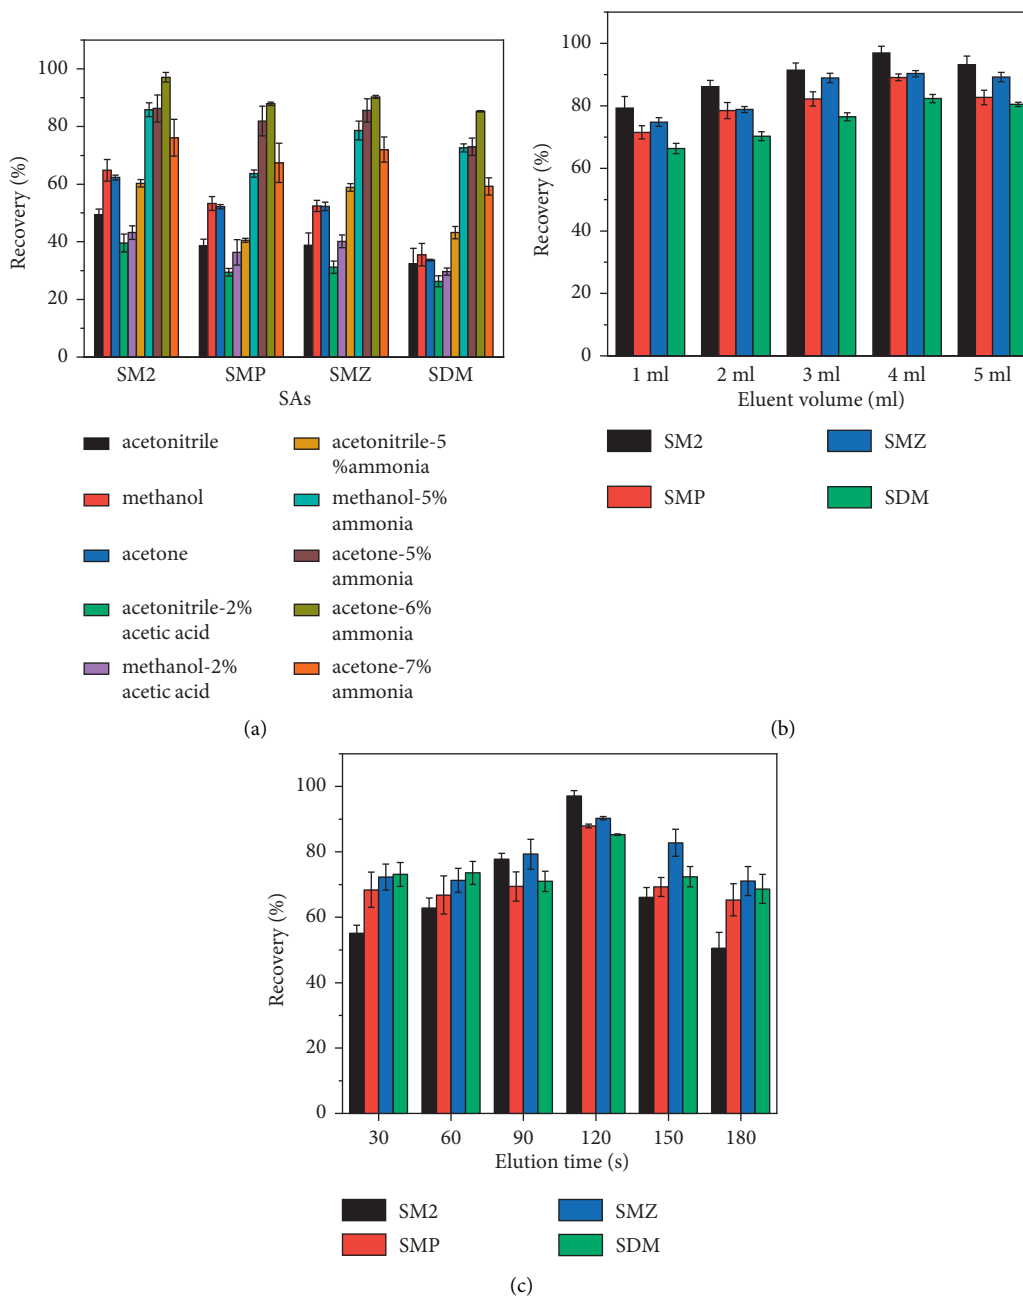 100
80
60
40
20
0
Recovery (%)
SM2 SMP SMZ SDM
SAs
acetonitrile
methanol
acetone
acetonitrile-2%
acetic acid
methanol-2%
acetic acid
acetonitrile-5
%ammonia
methanol-5%
ammonia
acetone-5%
ammonia
acetone-6%
ammonia
acetone-7%
ammonia
(a)
100
80
60
40
20
0
Recovery (%)
1 ml 2 ml 3 ml 4 ml 5 ml
Eluent volume (ml)
SM2 SMZ
SMP SDM
(b)
100
80
60
40
20
0
Recovery (%)
30 60 90 120 150 180
Elution time (s)
SM2 SMZ
SMP SDM
(c)